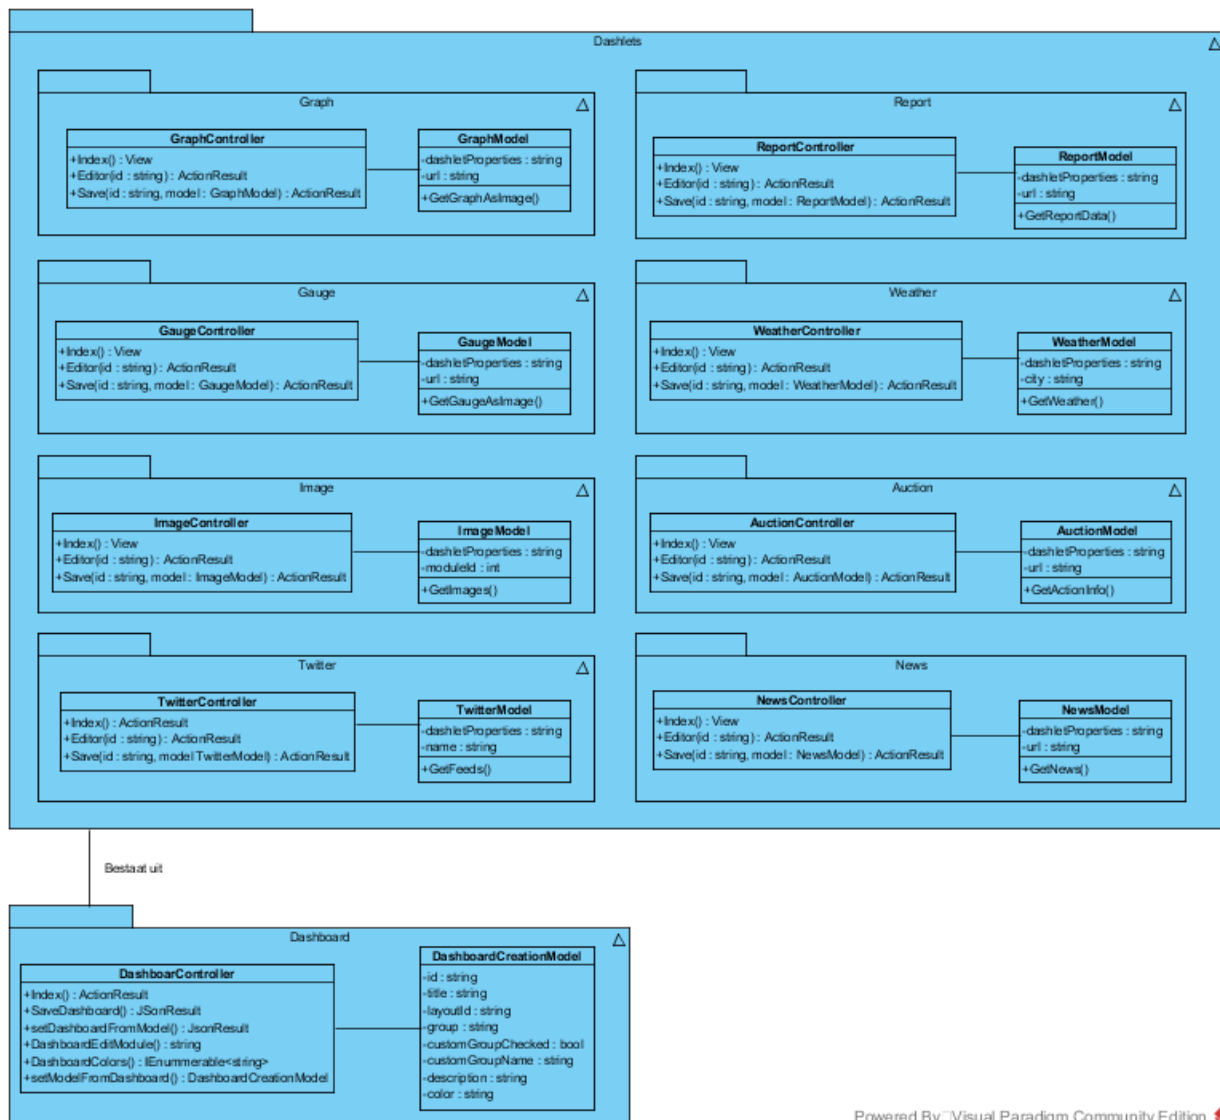 Dashlets
Graph
GraphController
+Index() : View
+Editor(id : string) : ActionResult
+Save(id : string, model : GraphModel) : ActionResult
GraphModel
-dashletProperties : string
-url : string
+GetGraphAsImage()
Report
ReportController
+Index() : View
+Editor(id : string) : ActionResult
+Save(id : string, model : ReportModel) : ActionResult
ReportModel
-dashletProperties : string
-url : string
+GetReportData()
Gauge
GaugeController
+Index() : View
+Editor(id : string) : ActionResult
+Save(id : string, model : GaugeModel) : ActionResult
GaugeModel
-dashletProperties : string
-url : string
+GetGaugeAsImage()
Weather
WeatherController
+Index() : View
+Editor(id : string) : ActionResult
+Save(id : string, model : WeatherModel) : ActionResult
WeatherModel
-dashletProperties : string
-city : string
+GetWeather()
Image
ImageController
+Index() : View
+Editor(id : string) : ActionResult
+Save(id : string, model : ImageModel) : ActionResult
ImageModel
-dashletProperties : string
-moduleId : int
+GetImages()
Auction
AuctionController
+Index() : View
+Editor(id : string) : ActionResult
+Save(id : string, model : AuctionModel) : ActionResult
AuctionModel
-dashletProperties : string
-url : string
+GetActionInfo()
Twitter
TwitterController
+Index() : ActionResult
+Editor(id : string) : ActionResult
+Save(id : string, model TwitterModel) : ActionResult
TwitterModel
-dashletProperties : string
-name : string
+GetFeeds()
News
NewsController
+Index() : View
+Editor(id : string) : ActionResult
+Save(id : string, model : NewsModel) : ActionResult
NewsModel
-dashletProperties : string
-url : string
+GetNews()
Bestaat uit
Dashboard
DashboarController
+Index() : ActionResult
+SaveDashboard() : JSonResult
+setDashboardFromModel() : JsonResult
+DashboardEditModule() : string
+DashboardColors() : IEnummerable<string>
+setModelFromDashboard() : DashboardCreationModel
DashboardCreationModel
-id : string
-title : string
-layoutId : string
-group : string
-customGroupChecked : bool
-customGroupName : string
-description : string
-color : string
Powered By Visual Paradigm Community Edition